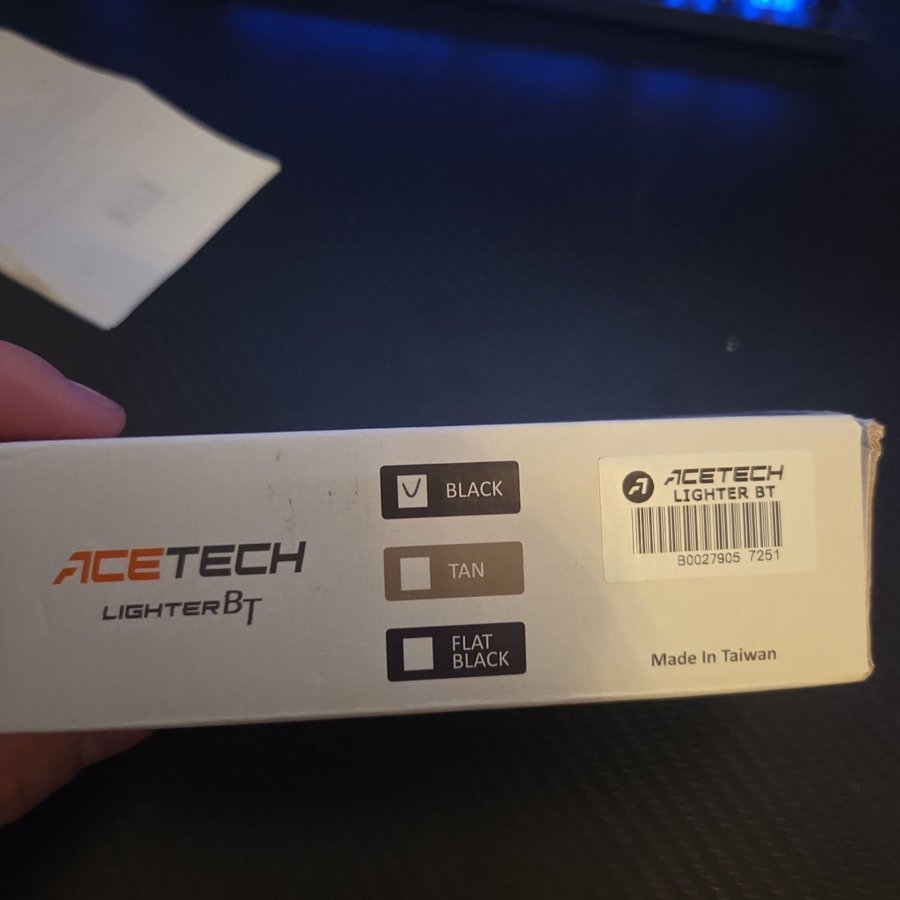 ACETECH
LIGHTER BT
BLACK
TAN
FLAT
BLACK
ACETECH
LIGHTER BT
B0027905 7251
Made In Taiwan